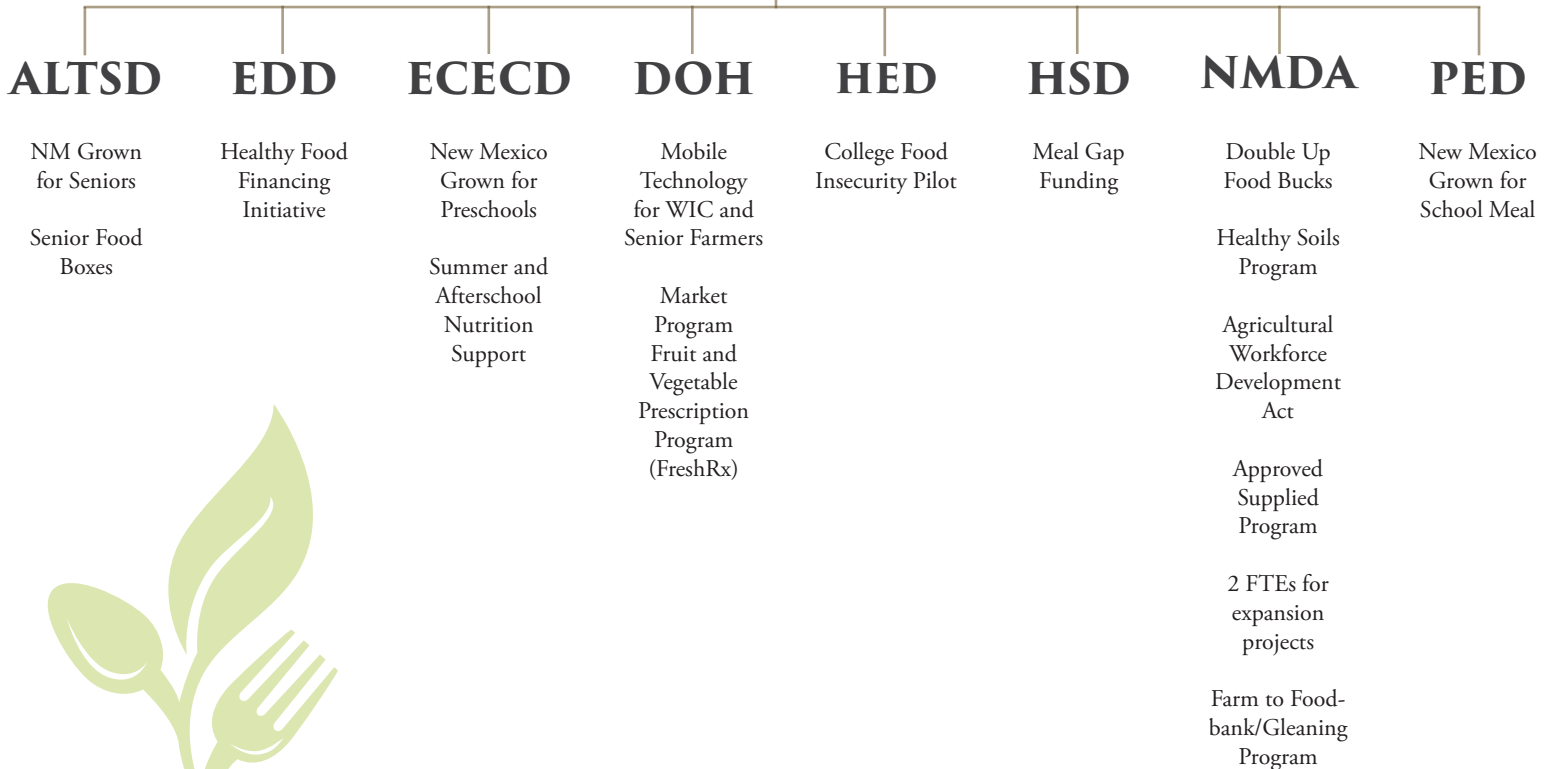 ALTSD
NM Grown
for Seniors
Senior Food
Boxes
EDD
Healthy Food
Financing
Initiative
ECECD
New Mexico
Grown for
Preschools
Summer and
Afterschool
Nutrition
Support
DOH
Mobile
Technology
for WIC and
Senior Farmers
Market
Program
Fruit and
Vegetable
Prescription
Program
(FreshRx)
HED
College Food
Insecurity Pilot
HSD
Meal Gap
Funding
NMDA
Double Up
Food Bucks
Healthy Soils
Program
Agricultural
Workforce
Development
Act
Approved
Supplied
Program
2 FTEs for
expansion
projects
Farm to Food-
bank/Gleaning
Program
PED
New Mexico
Grown for
School Meal